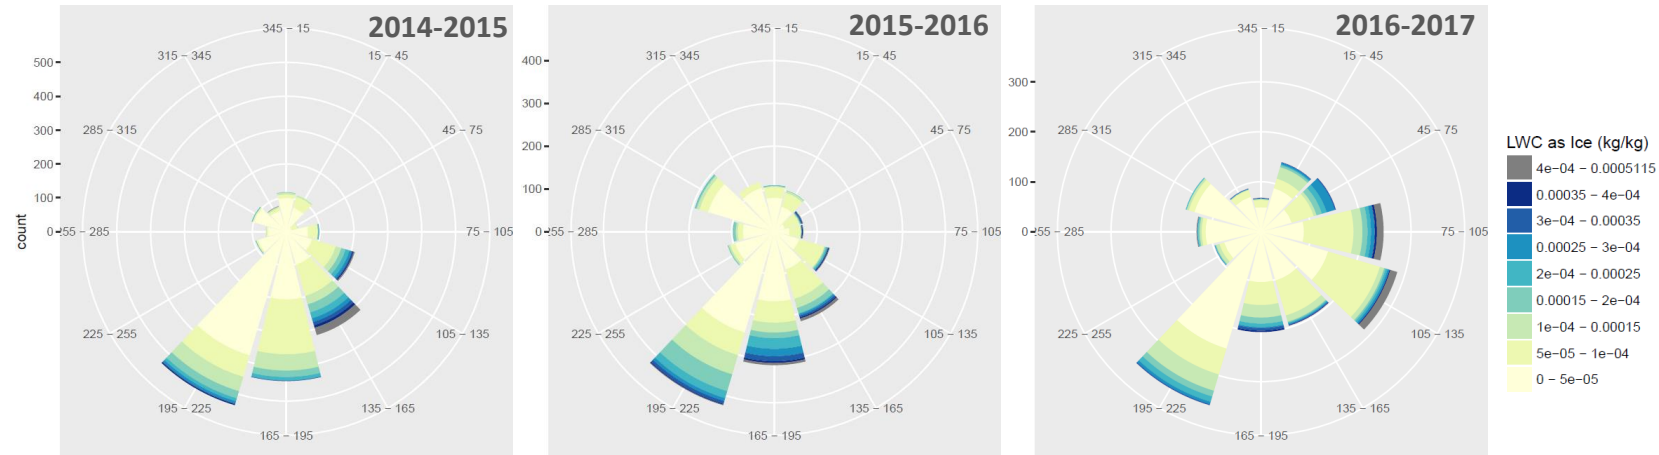 2014-2015
345 − 15
315 − 345
15 − 45
285 − 315
45 − 75
55 − 285
75 − 105
225 − 255
105 − 135
195 − 225
135 − 165
165 − 195
500
400
300
200
100
0
count
2015-2016
345 − 15
315 − 345
15 − 45
285 − 315
45 − 75
55 − 285
75 − 105
225 − 255
105 − 135
195 − 225
135 − 165
165 − 195
400
300
200
100
0
2016-2017
345 − 15
315 − 345
15 − 45
285 − 315
45 − 75
55 − 285
75 − 105
225 − 255
105 − 135
195 − 225
135 − 165
165 − 195
300
200
100
0
LWC as Ice (kg/kg)
4e−04 − 0.0005115
0.00035 − 4e−04
3e−04 − 0.00035
0.00025 − 3e−04
2e−04 − 0.00025
0.00015 − 2e−04
1e−04 − 0.00015
5e−05 − 1e−04
0 − 5e−05